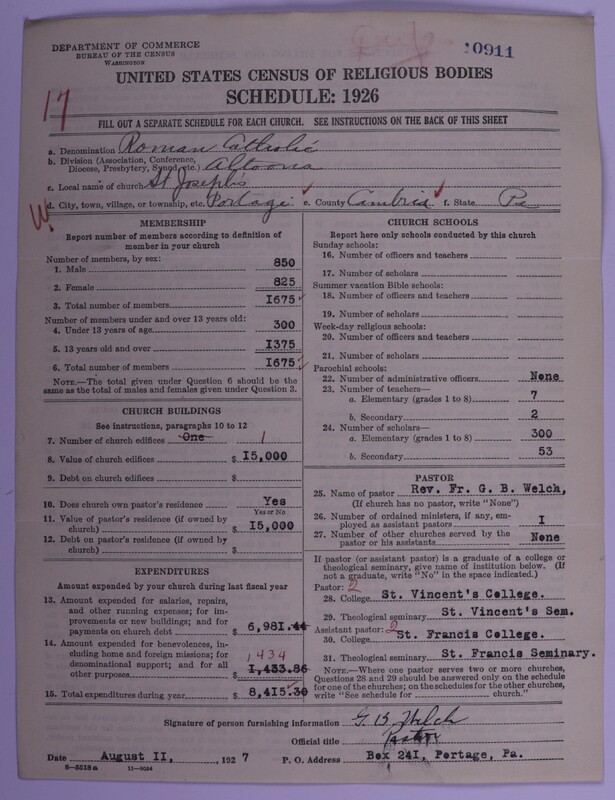 DEPARTMENT OF COMMERCE
BUREAU OF THE CENSUS
WASHINGTON
Dup
10911
UNITED STATES CENSUS OF RELIGIOUS BODIES
17
SCHEDULE: 1926
FILL OUT A SEPARATE SCHEDULE FOR EACH CHURCH. SEE INSTRUCTIONS ON THE BACK OF THIS SHEET
a. Denomination Roman Catholic
b. Division (Association, Conference, Diocese, Presbytery, Synod, etc.) Altoona
c. Local name of church St Joseph's
W.
d. City, town, village, or township, etc. Portage ✓ e. County Cambria ✓ f. State Pa
MEMBERSHIP
Report number of members according to definition of
member in your church
Number of members, by sex:
1. Male 850
2. Female 825
3. Total number of members 1675 ✓
Number of members under and over 13 years old:
4. Under 13 years of age 300
5. 13 years old and over 1375
6. Total number of members 1675 ✓
NOTE.—The total given under Question 6 should be the
same as the total of males and females given under Question 3.
CHURCH BUILDINGS
See instructions, paragraphs 10 to 12
7. Number of church edifices One 1
8. Value of church edifices $ 15,000
9. Debt on church edifices $
10. Does church own pastor's residence Yes
Yes or No
11. Value of pastor's residence (if owned by
church) $ 15,000
12. Debt on pastor's residence (if owned by
church) $
EXPENDITURES
Amount expended by your church during last fiscal year
13. Amount expended for salaries, repairs,
and other running expenses; for im-
provements or new buildings; and for
payments on church debt $ 6,981.44
14. Amount expended for benevolences, in-
cluding home and foreign missions; for
denominational support; and for all
other purposes $ 1,433.86
1434
15. Total expenditures during year $ 8,415.30
CHURCH SCHOOLS
Report here only schools conducted by this church
Sunday schools:
16. Number of officers and teachers
17. Number of scholars
Summer vacation Bible schools:
18. Number of officers and teachers
19. Number of scholars
Week-day religious schools:
20. Number of officers and teachers
21. Number of scholars
Parochial schools:
22. Number of administrative officers None
23. Number of teachers—
a. Elementary (grades 1 to 8) 7
b. Secondary 2
24. Number of scholars—
a. Elementary (grades 1 to 8) 300
b. Secondary 53
PASTOR
25. Name of pastor Rev. Fr. G. B. Welch,
(If church has no pastor, write "None")
26. Number of ordained ministers, if any, em-
ployed as assistant pastors I
27. Number of other churches served by the
pastor or his assistants None
If pastor (or assistant pastor) is a graduate of a college or
theological seminary, give name of institution below. (If
not a graduate, write "No" in the space indicated.)
Pastor: 2
28. College St. Vincent's College.
29. Theological seminary St. Vincent's Sem.
Assistant pastor: 2
30. College St. Francis College.
31. Theological seminary St. Francis Seminary.
NOTE.—Where one pastor serves two or more churches,
Questions 28 and 29 should be answered only on the schedule
for one of the churches; on the schedules for the other churches,
write "See schedule for church."
Signature of person furnishing information G. B. Welch
Official title Pastor
Date August 11, 1927 P. O. Address Box 241, Portage, Pa.
8—5518a 11—9034